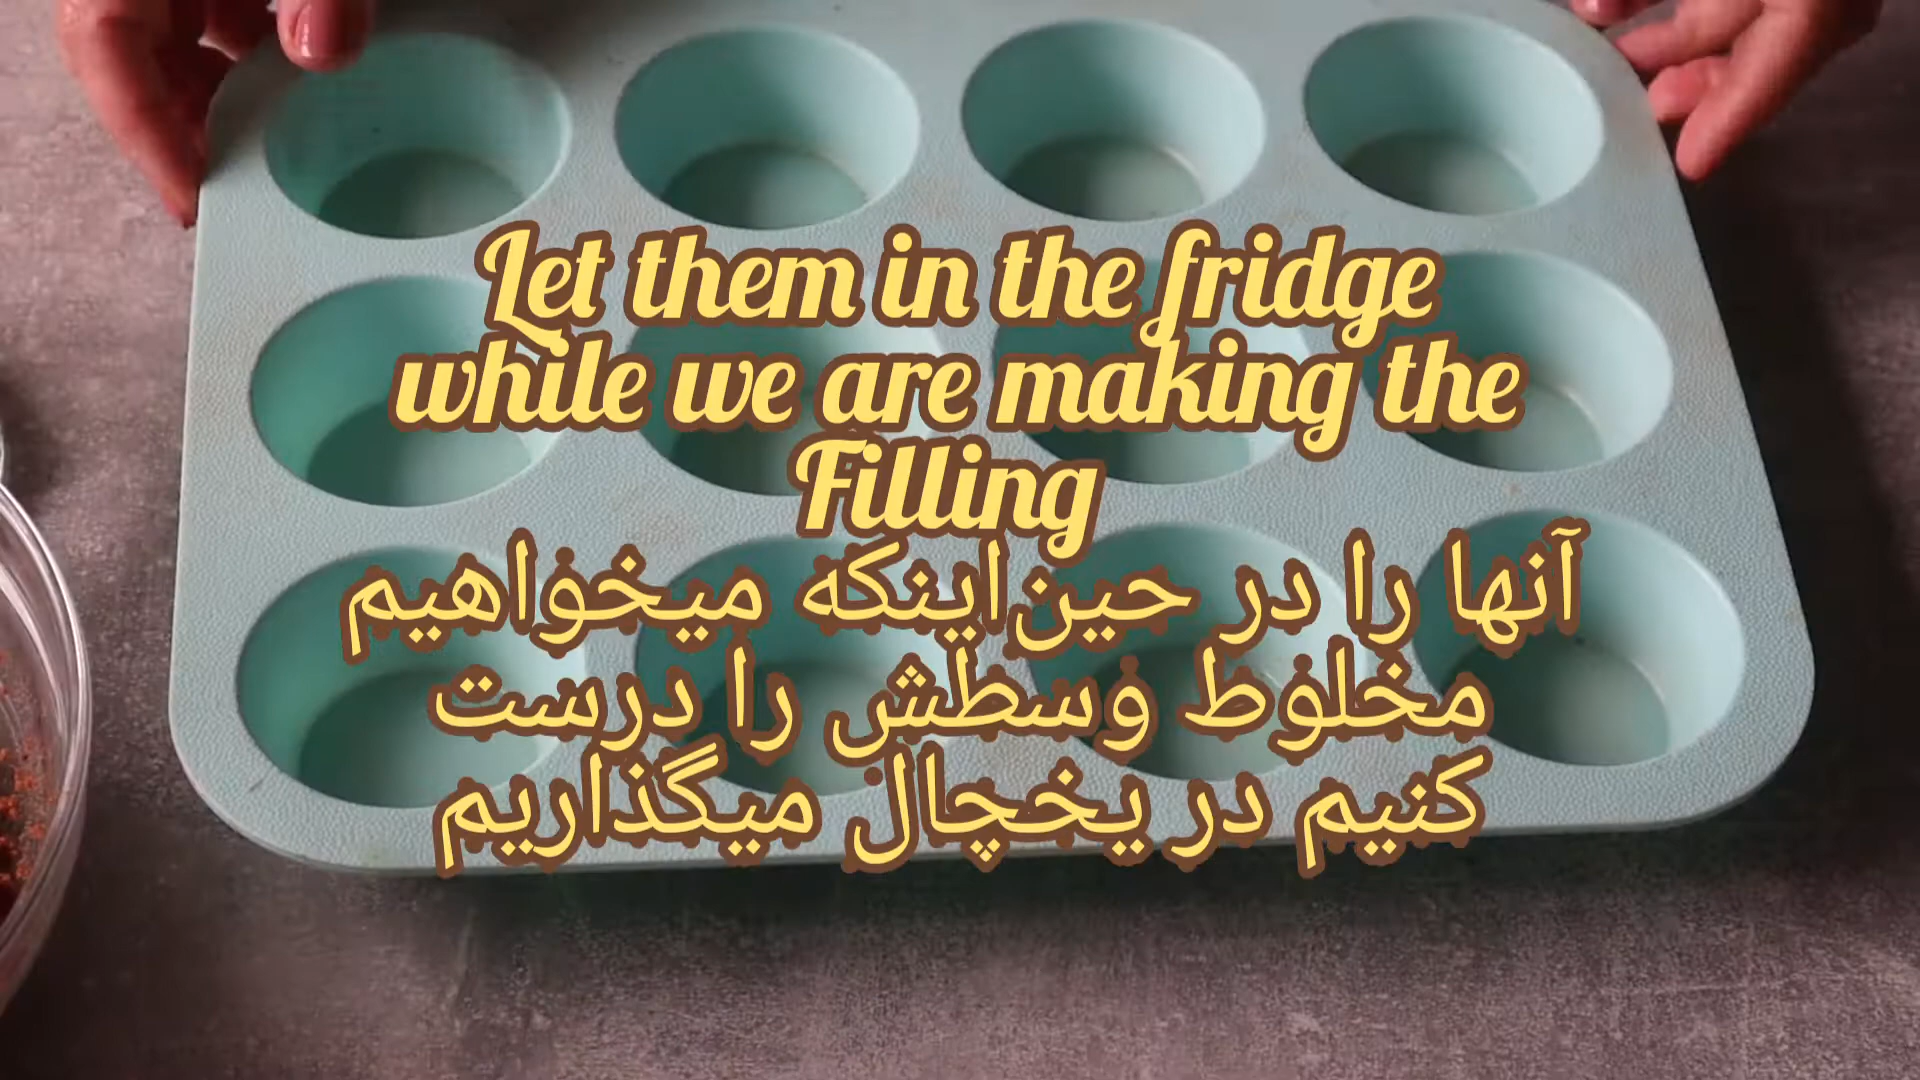 Let them in the fridge
while we are making the
Filling
آنها را در حین‌اینکه میخواهیم
مخلوط وسطش را درست
کنیم در یخچال میگذاریم